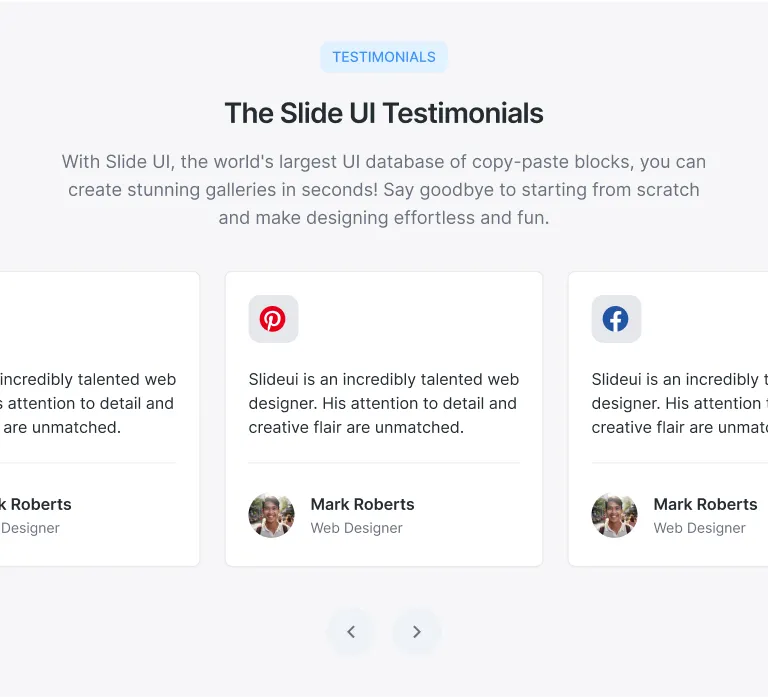 TESTIMONIALS
The Slide UI Testimonials
With Slide UI, the world's largest UI database of copy-paste blocks, you can
create stunning galleries in seconds! Say goodbye to starting from scratch
and make designing effortless and fun.
incredibly talented web
attention to detail and
are unmatched.
Roberts
Designer
Slideui is an incredibly talented web
designer. His attention to detail and
creative flair are unmatched.
Mark Roberts
Web Designer
Slideui is an incredibly
designer. His attention
creative flair are
Mark Roberts
Web Designer